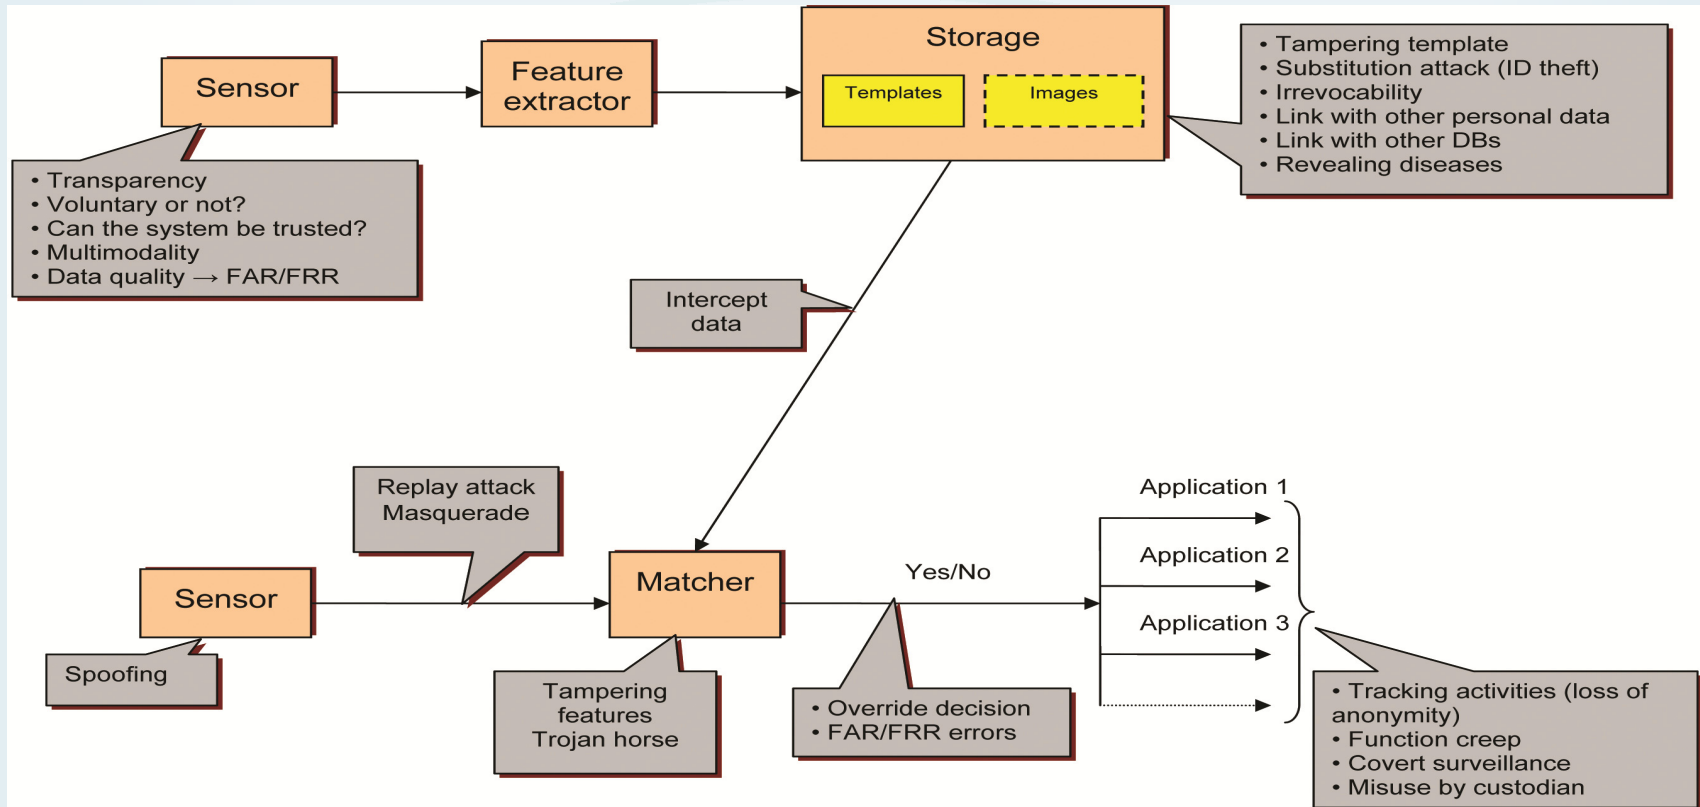 Sensor
Feature
extractor
Storage
Templates
Images
• Tampering template
• Substitution attack (ID theft)
• Irrevocability
• Link with other personal data
• Link with other DBs
• Revealing diseases
• Transparency
• Voluntary or not?
• Can the system be trusted?
• Multimodality
• Data quality → FAR/FRR
Intercept
data
Replay attack
Masquerade
Sensor
Spoofing
Matcher
Tampering
features
Trojan horse
Yes/No
• Override decision
• FAR/FRR errors
Application 1
Application 2
Application 3
• Tracking activities (loss of
anonymity)
• Function creep
• Covert surveillance
• Misuse by custodian